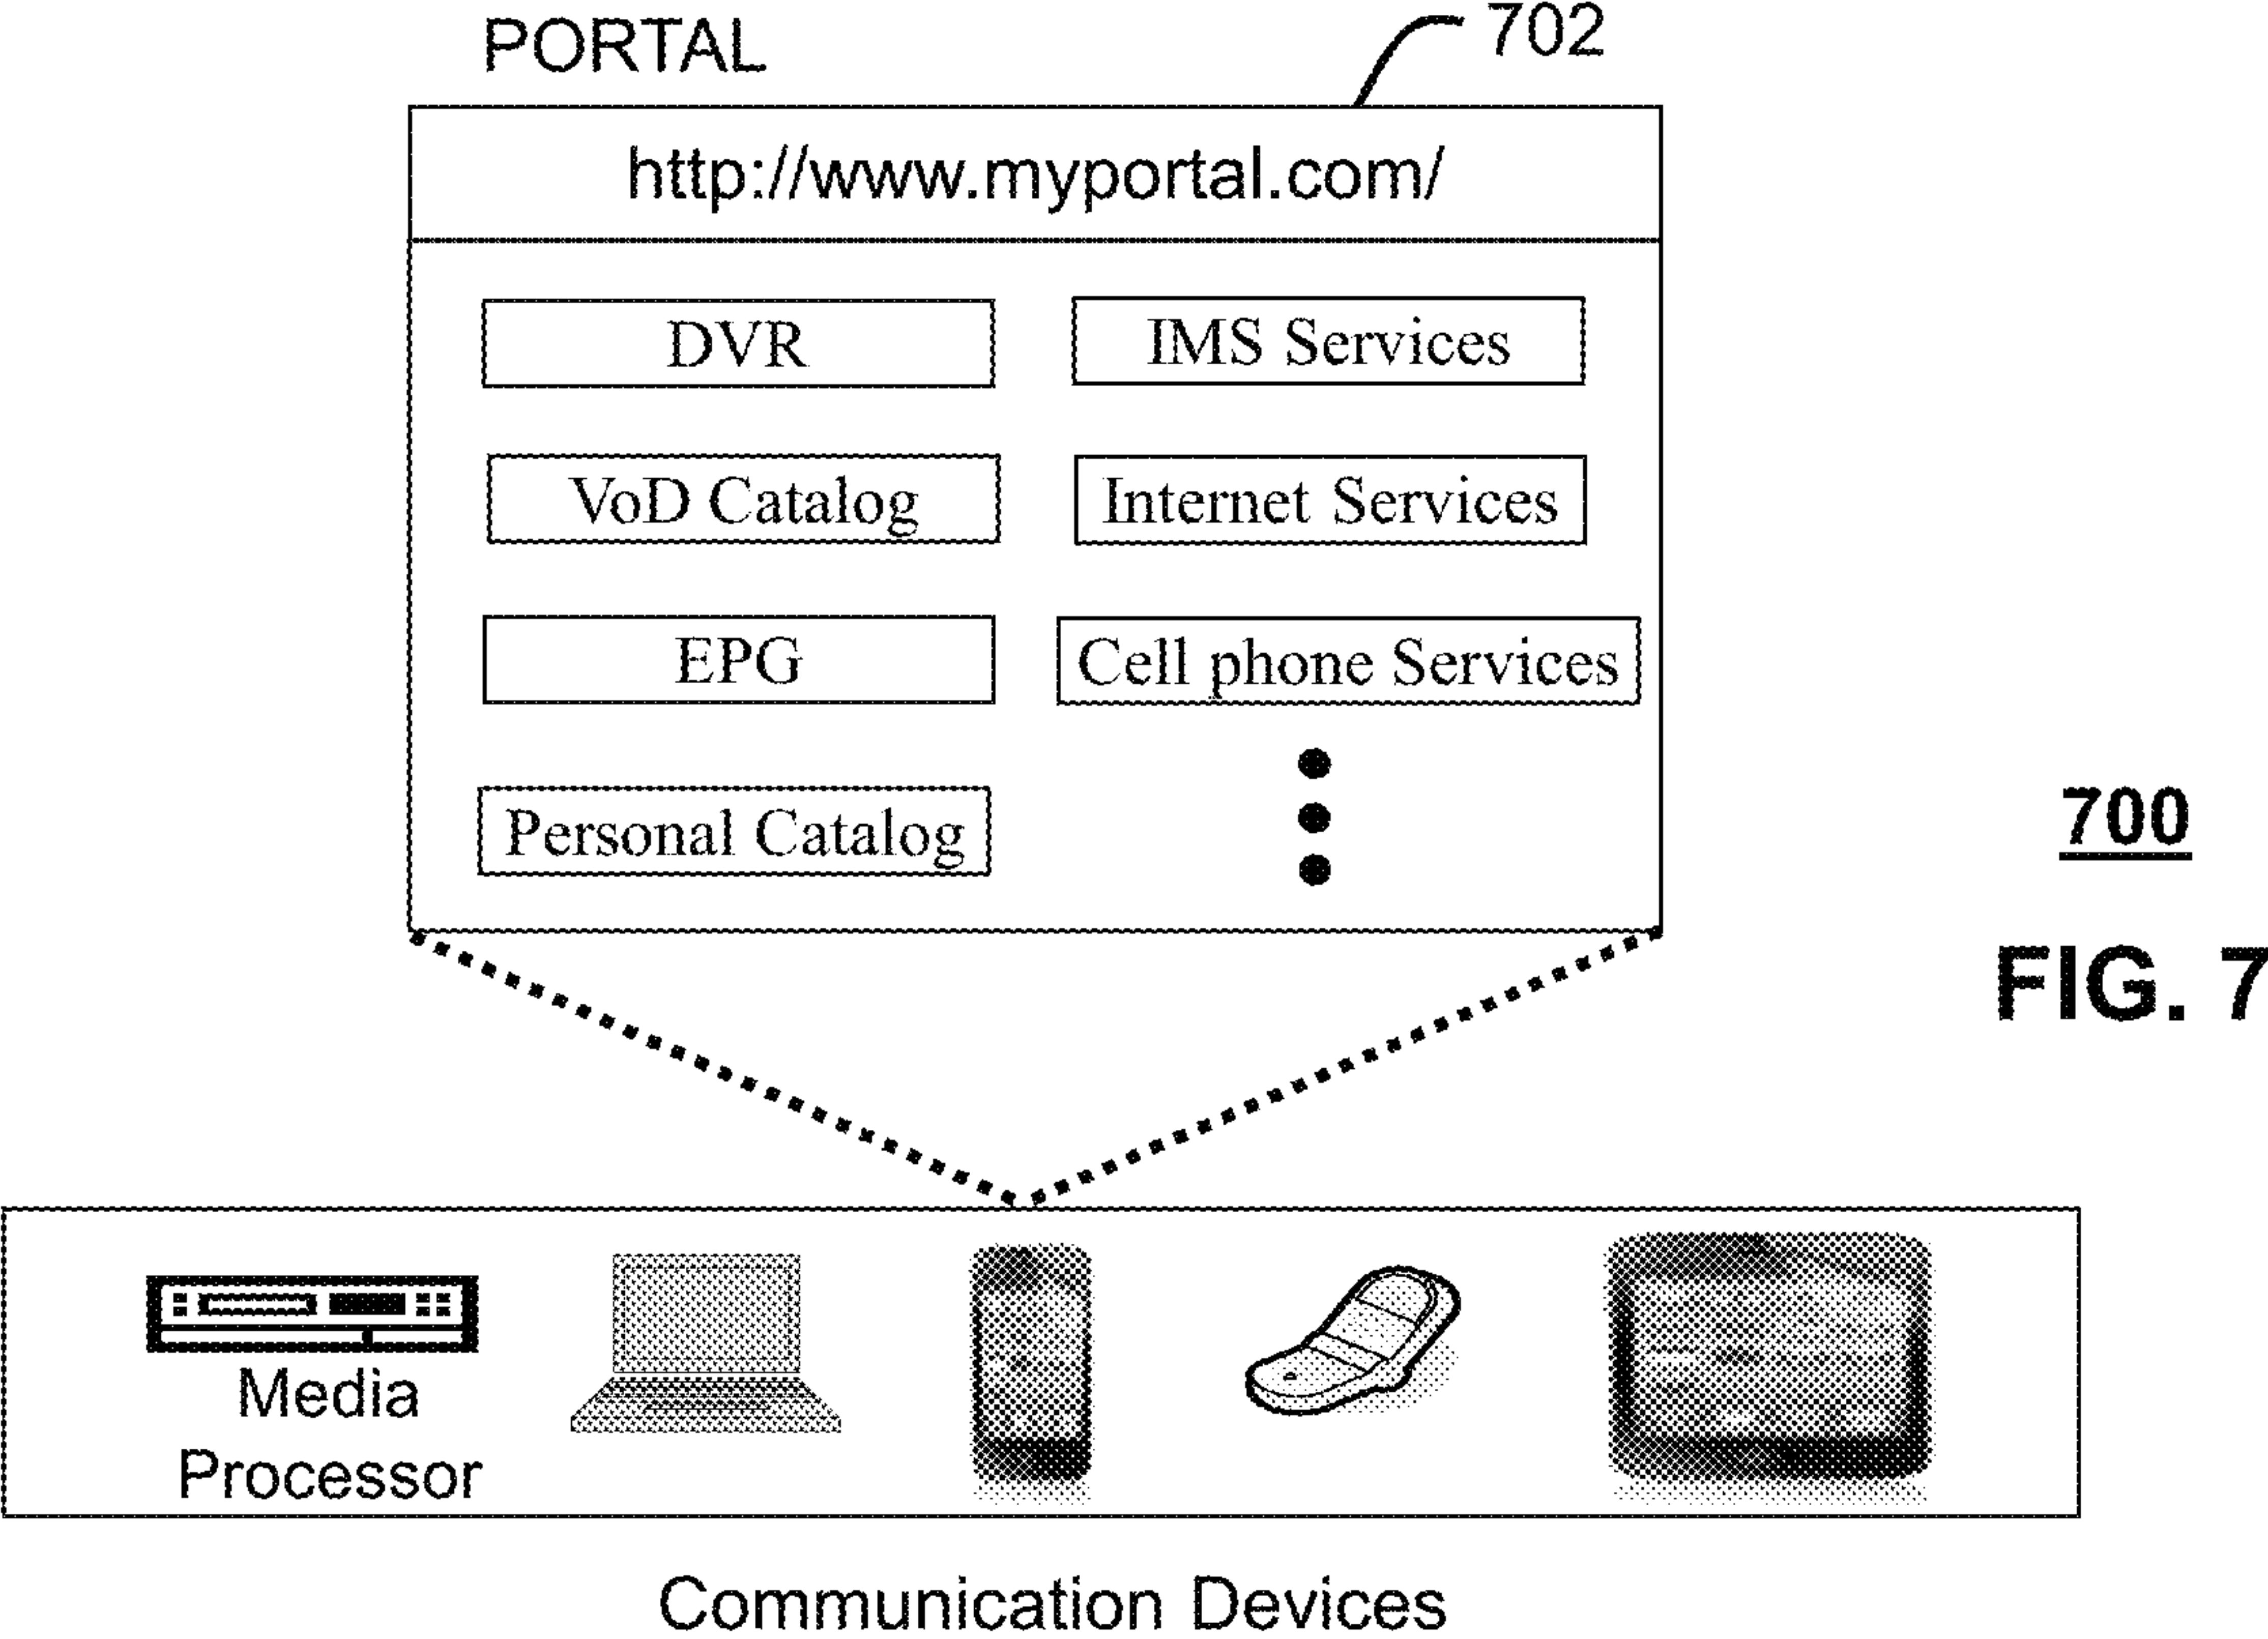 PORTAL
702
http://www.myportal.com/
DVR
IMS Services
VoD Catalog
Internet Services
EPG
Cell phone Services
Personal Catalog
700
FIG. 7
Media
Processor
Communication Devices